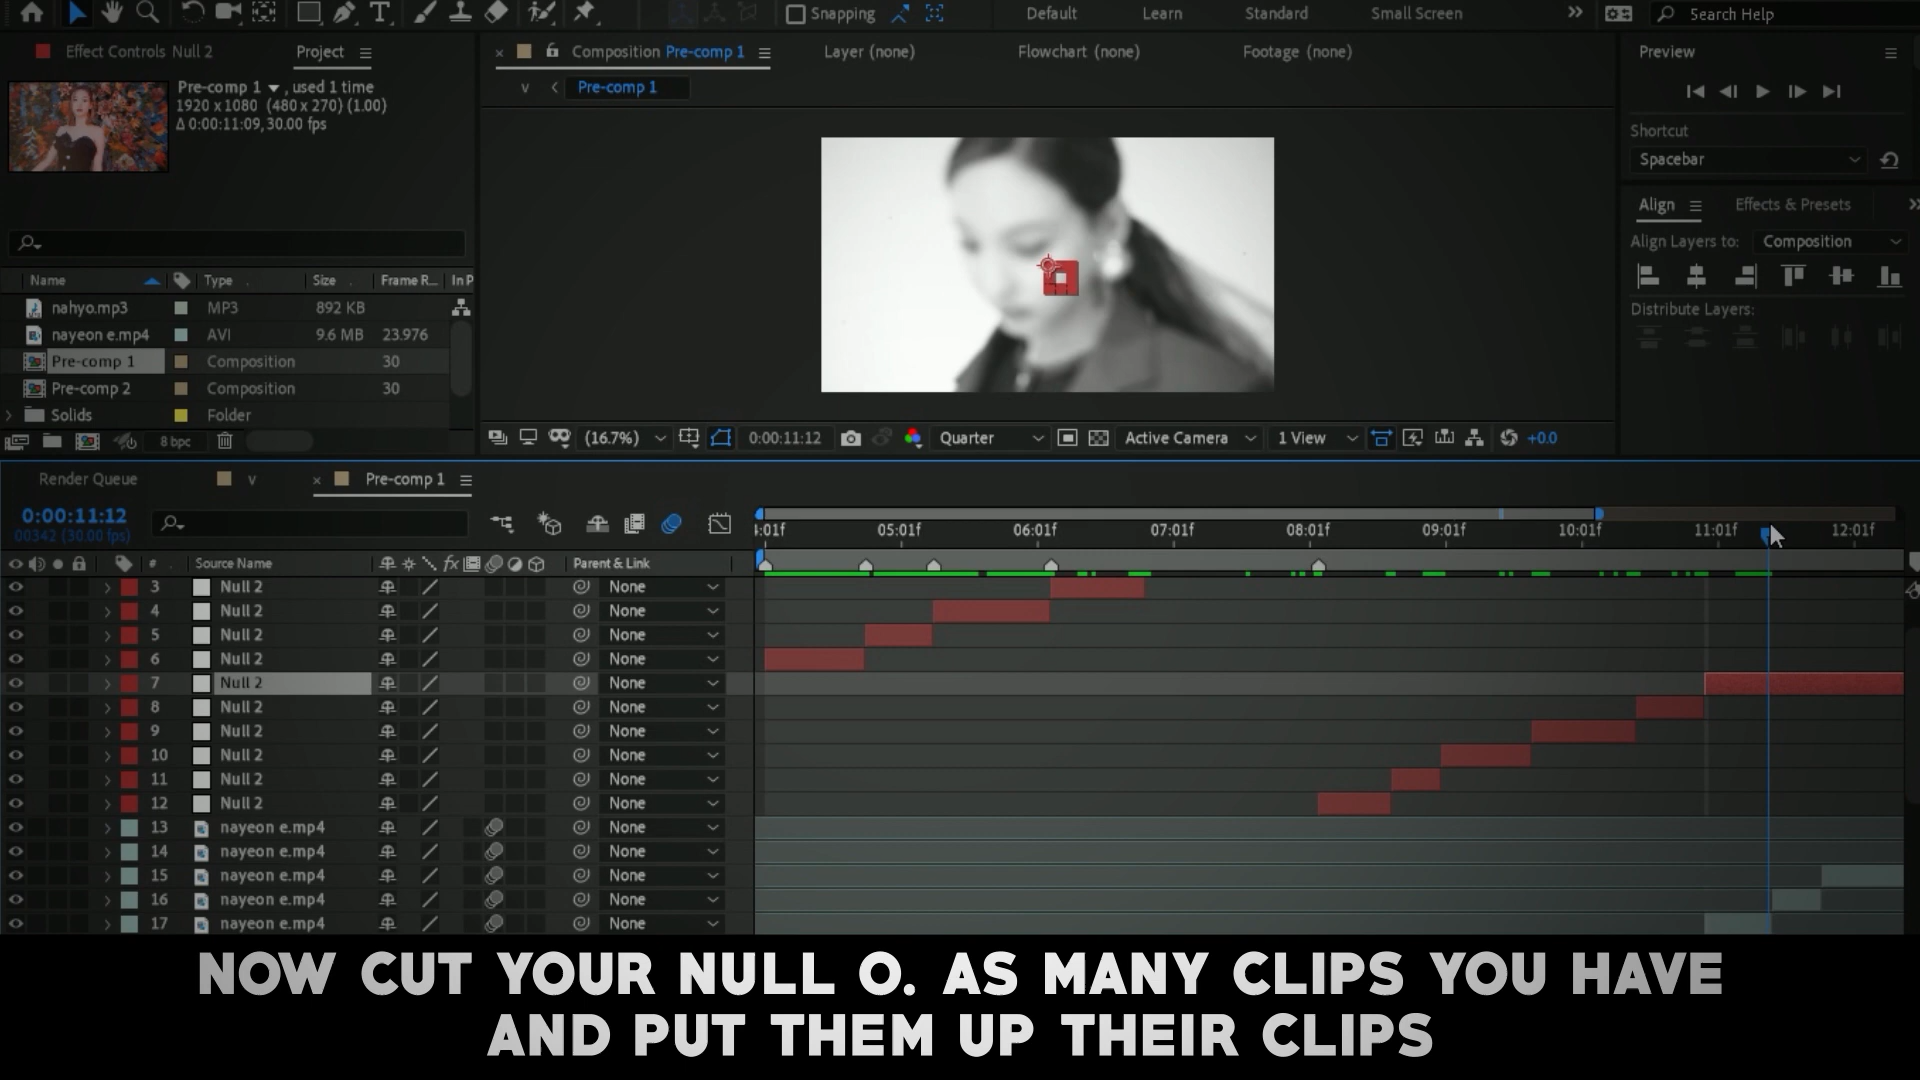 Snapping
Default
Learn
Standard
Small Screen
Search Help
Effect Controls Null 2
Project
Composition Pre-comp 1
Layer (none)
Flowchart (none)
Footage (none)
Preview
Pre-comp 1 , used 1 time
1920 x 1080 (480 x 270) (1.00)
Δ 0:00:11:09, 30.00 fps
v
Pre-comp 1
Shortcut
Spacebar
Align
Effects & Presets
Align Layers to:
Composition
Distribute Layers:
Name
Type
Size
Frame R...
In P
nahyo.mp3 MP3 892 KB
nayeon e.mp4 AVI 9.6 MB 23.976
Pre-comp 1 Composition 30
Pre-comp 2 Composition 30
Solids Folder
8 bpc
(16.7%)
0:00:11:12
Quarter
Active Camera
1 View
+0.0
Render Queue
v
Pre-comp 1
0:00:11:12
00342 (30.00 fps)
4:01f 05:01f 06:01f 07:01f 08:01f 09:01f 10:01f 11:01f 12:01f
# Source Name fx Parent & Link
3 Null 2 None
4 Null 2 None
5 Null 2 None
6 Null 2 None
7 Null 2 None
8 Null 2 None
9 Null 2 None
10 Null 2 None
11 Null 2 None
12 Null 2 None
13 nayeon e.mp4 None
14 nayeon e.mp4 None
15 nayeon e.mp4 None
16 nayeon e.mp4 None
17 nayeon e.mp4 None
NOW CUT YOUR NULL O. AS MANY CLIPS YOU HAVE
AND PUT THEM UP THEIR CLIPS